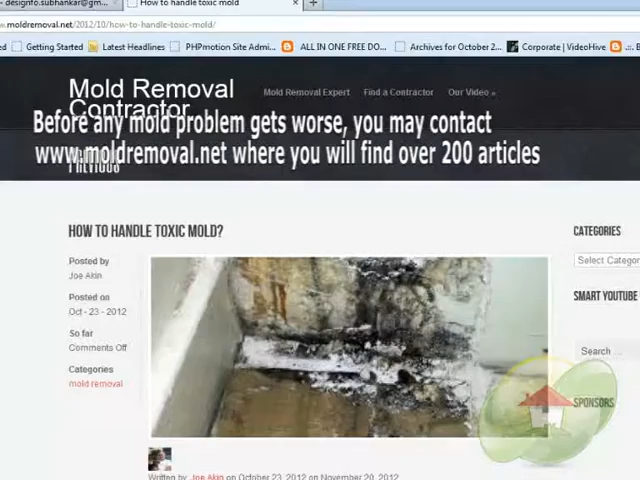 designfo.subhankar@gm...
How to handle toxic mold
www.moldremoval.net/2012/10/how-to-handle-toxic-mold/
Getting Started
Latest Headlines
PHPmotion Site Admi...
ALL IN ONE FREE DO...
Archives for October 2...
Corporate | VideoHive
Mold Removal Contractor
Mold Removal Expert
Find a Contractor
Our Video »
Before any mold problem gets worse, you may contact
www.moldremoval.net where you will find over 200 articles
PREVIOUS
HOW TO HANDLE TOXIC MOLD?
CATEGORIES
Posted by
Joe Akin
Select Categor
Posted on
Oct - 23 - 2012
SMART YOUTUBE
So far
Comments Off
Search ...
Categories
mold removal
SPONSORS
Written by Joe Akin on October 23, 2012 on November 20, 2012